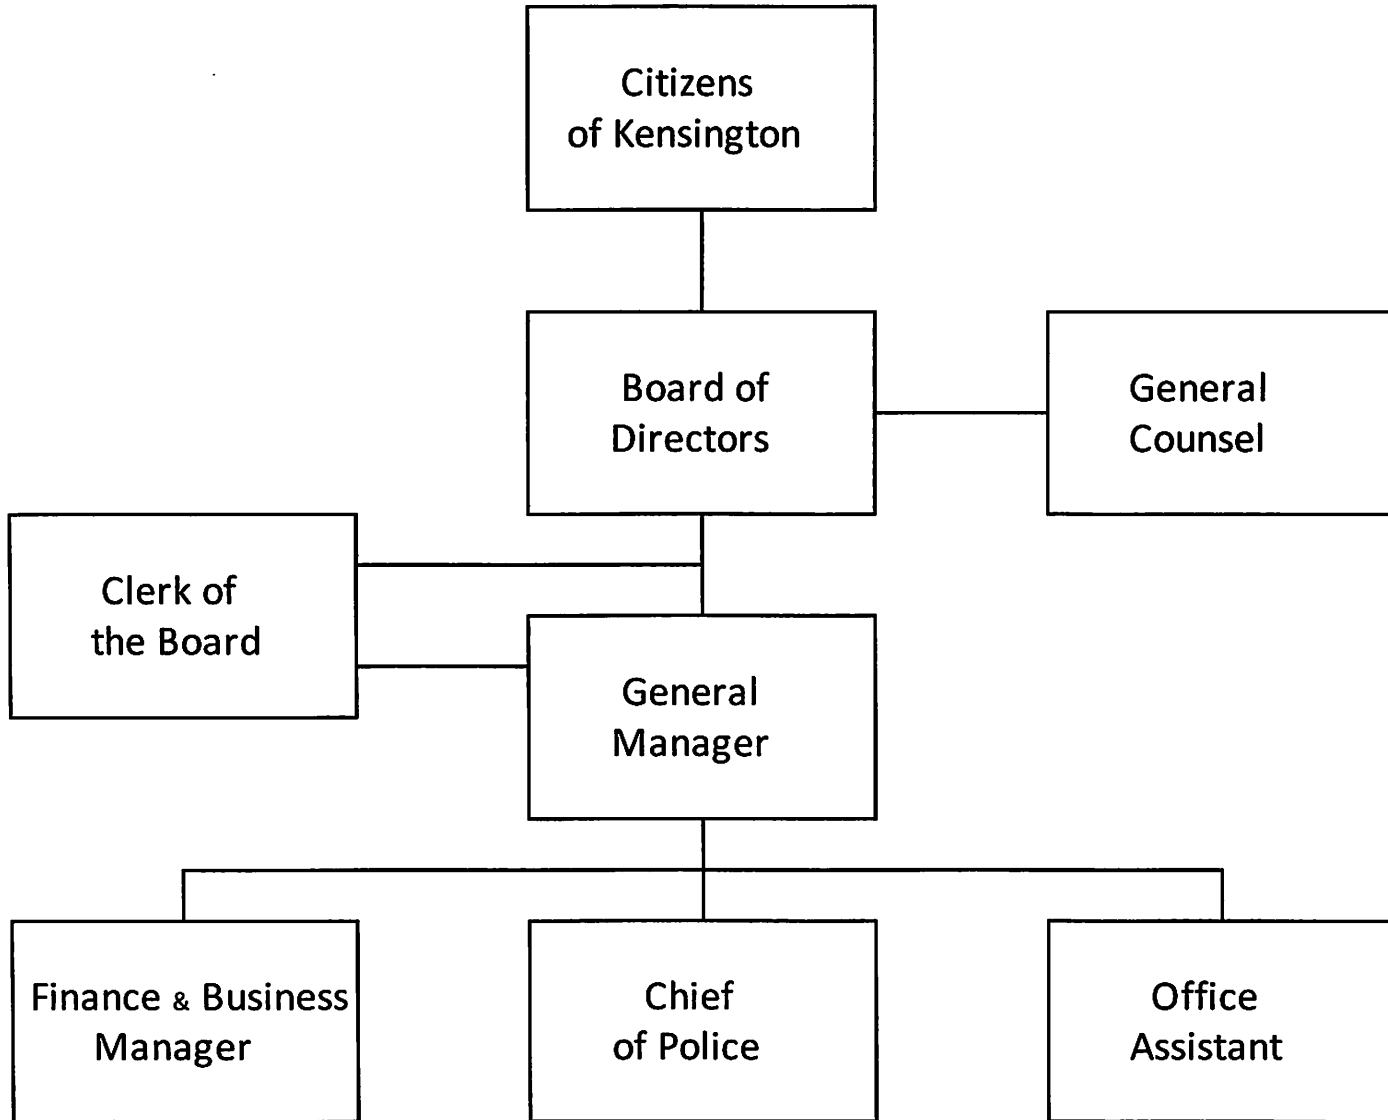 Citizens
of Kensington
Board of
Directors
General
Counsel
Clerk of
the Board
General
Manager
Finance & Business
Manager
Chief
of Police
Office
Assistant